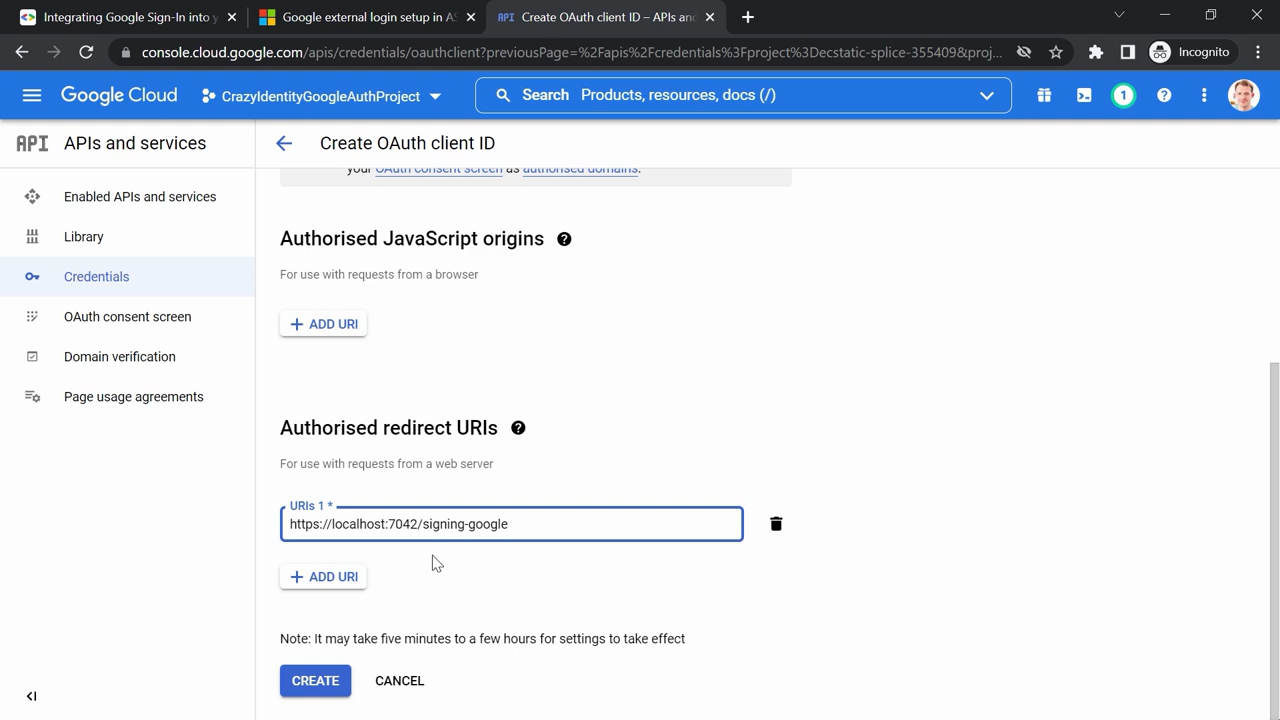 Integrating Google Sign-In into y
Google external login setup in AS
API Create OAuth client ID – APIs and
console.cloud.google.com/apis/credentials/oauthclient?previousPage=%2Fapis%2Fcredentials%3Fproject%3Decstatic-splice-355409&proj...
Incognito
Google Cloud
CrazyIdentityGoogleAuthProject
Search Products, resources, docs (/)
1
API APIs and services
Create OAuth client ID
your OAuth consent screen as authorised domains.
Enabled APIs and services
Library
Credentials
OAuth consent screen
Domain verification
Page usage agreements
Authorised JavaScript origins
For use with requests from a browser
+ ADD URI
Authorised redirect URIs
For use with requests from a web server
URIs 1 *
https://localhost:7042/signing-google
+ ADD URI
Note: It may take five minutes to a few hours for settings to take effect
CREATE CANCEL